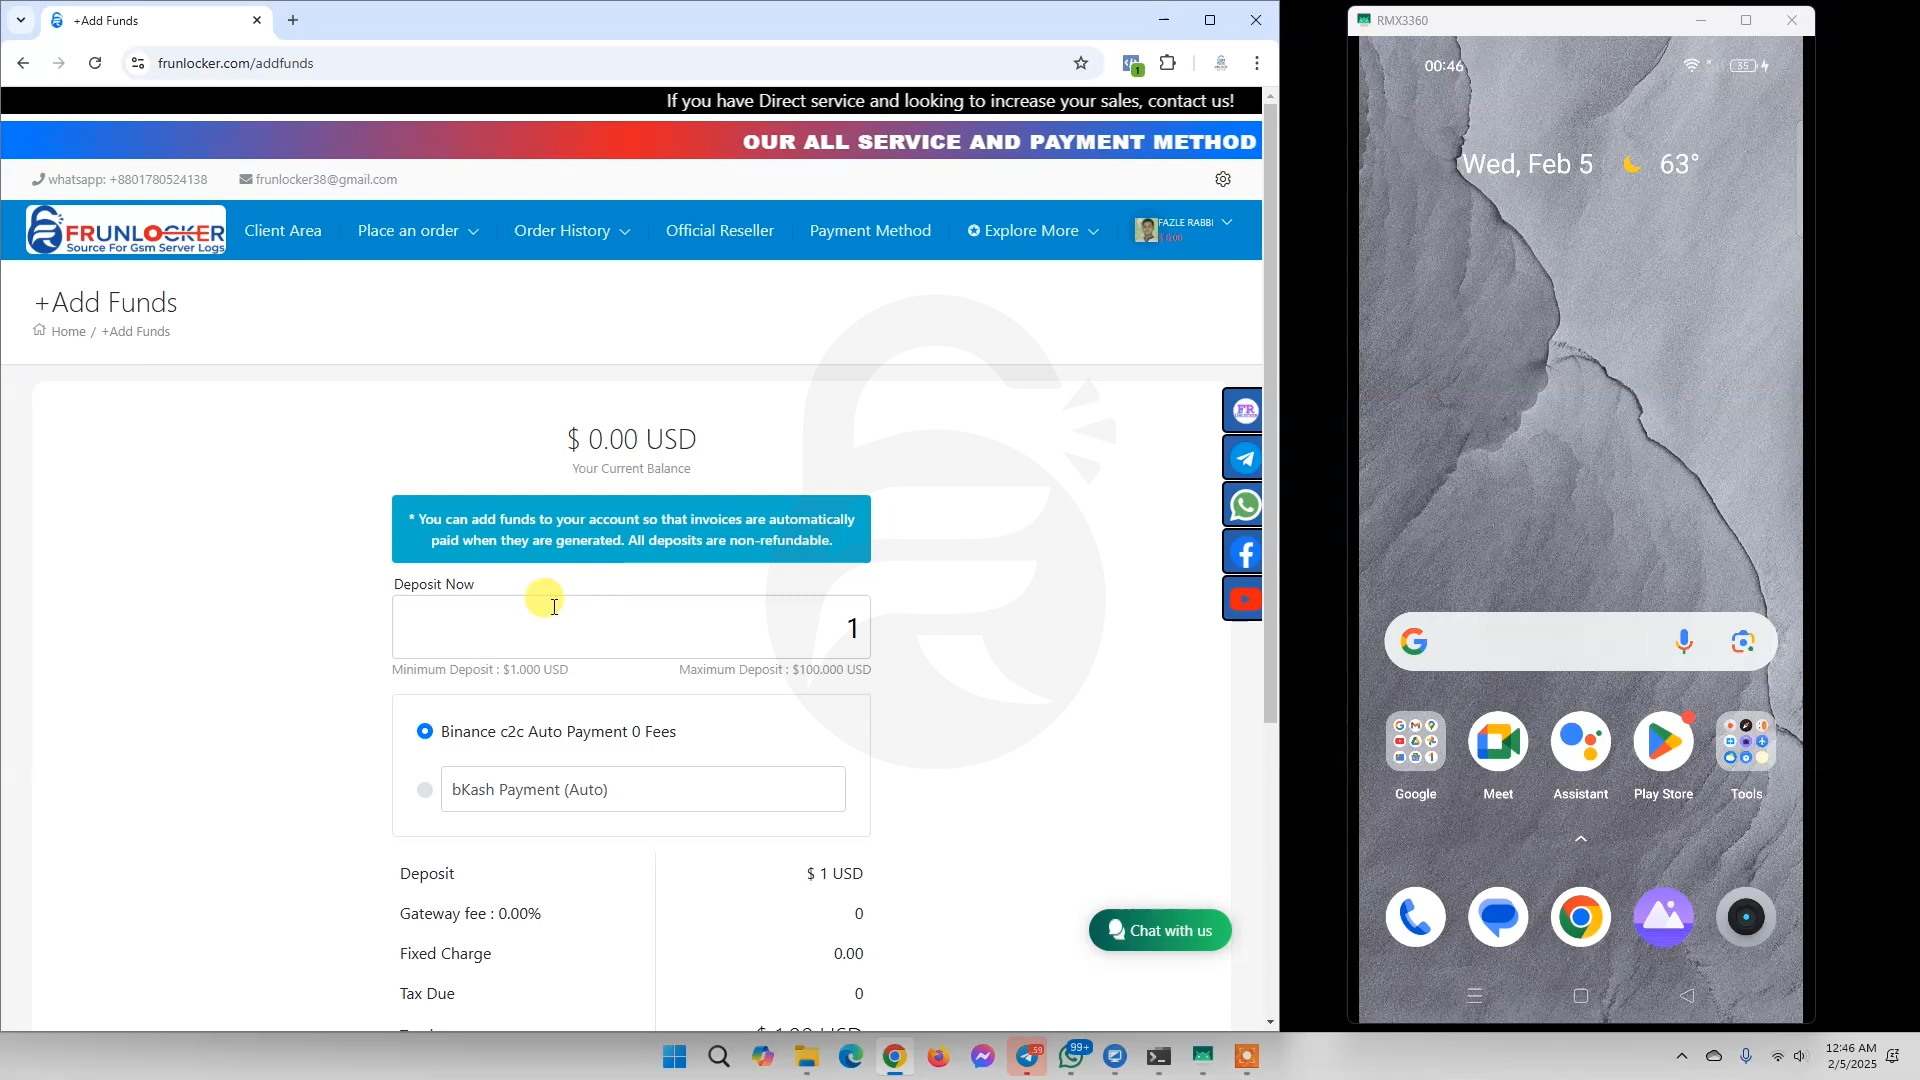 +Add Funds
frunlocker.com/addfunds
1
If you have Direct service and looking to increase your sales, contact us!
OUR ALL SERVICE AND PAYMENT METHOD
whatsapp: +8801780524138
frunlocker38@gmail.com
FRUNLOCKER
Source For Gsm Server Logs
Client Area
Place an order
Order History
Official Reseller
Payment Method
Explore More
FAZLE RABBI
$ 0.00
+Add Funds
Home / +Add Funds
$ 0.00 USD
Your Current Balance
* You can add funds to your account so that invoices are automatically
paid when they are generated. All deposits are non-refundable.
Deposit Now
1
Minimum Deposit : $1.000 USD
Maximum Deposit : $100.000 USD
Binance c2c Auto Payment 0 Fees
bKash Payment (Auto)
Deposit
$ 1 USD
Gateway fee : 0.00%
0
Fixed Charge
0.00
Tax Due
0
FR
Chat with us
RMX3360
00:46
35
Wed, Feb 5
63°
Google
Meet
Assistant
Play Store
Tools
59
99+
12:46 AM
2/5/2025